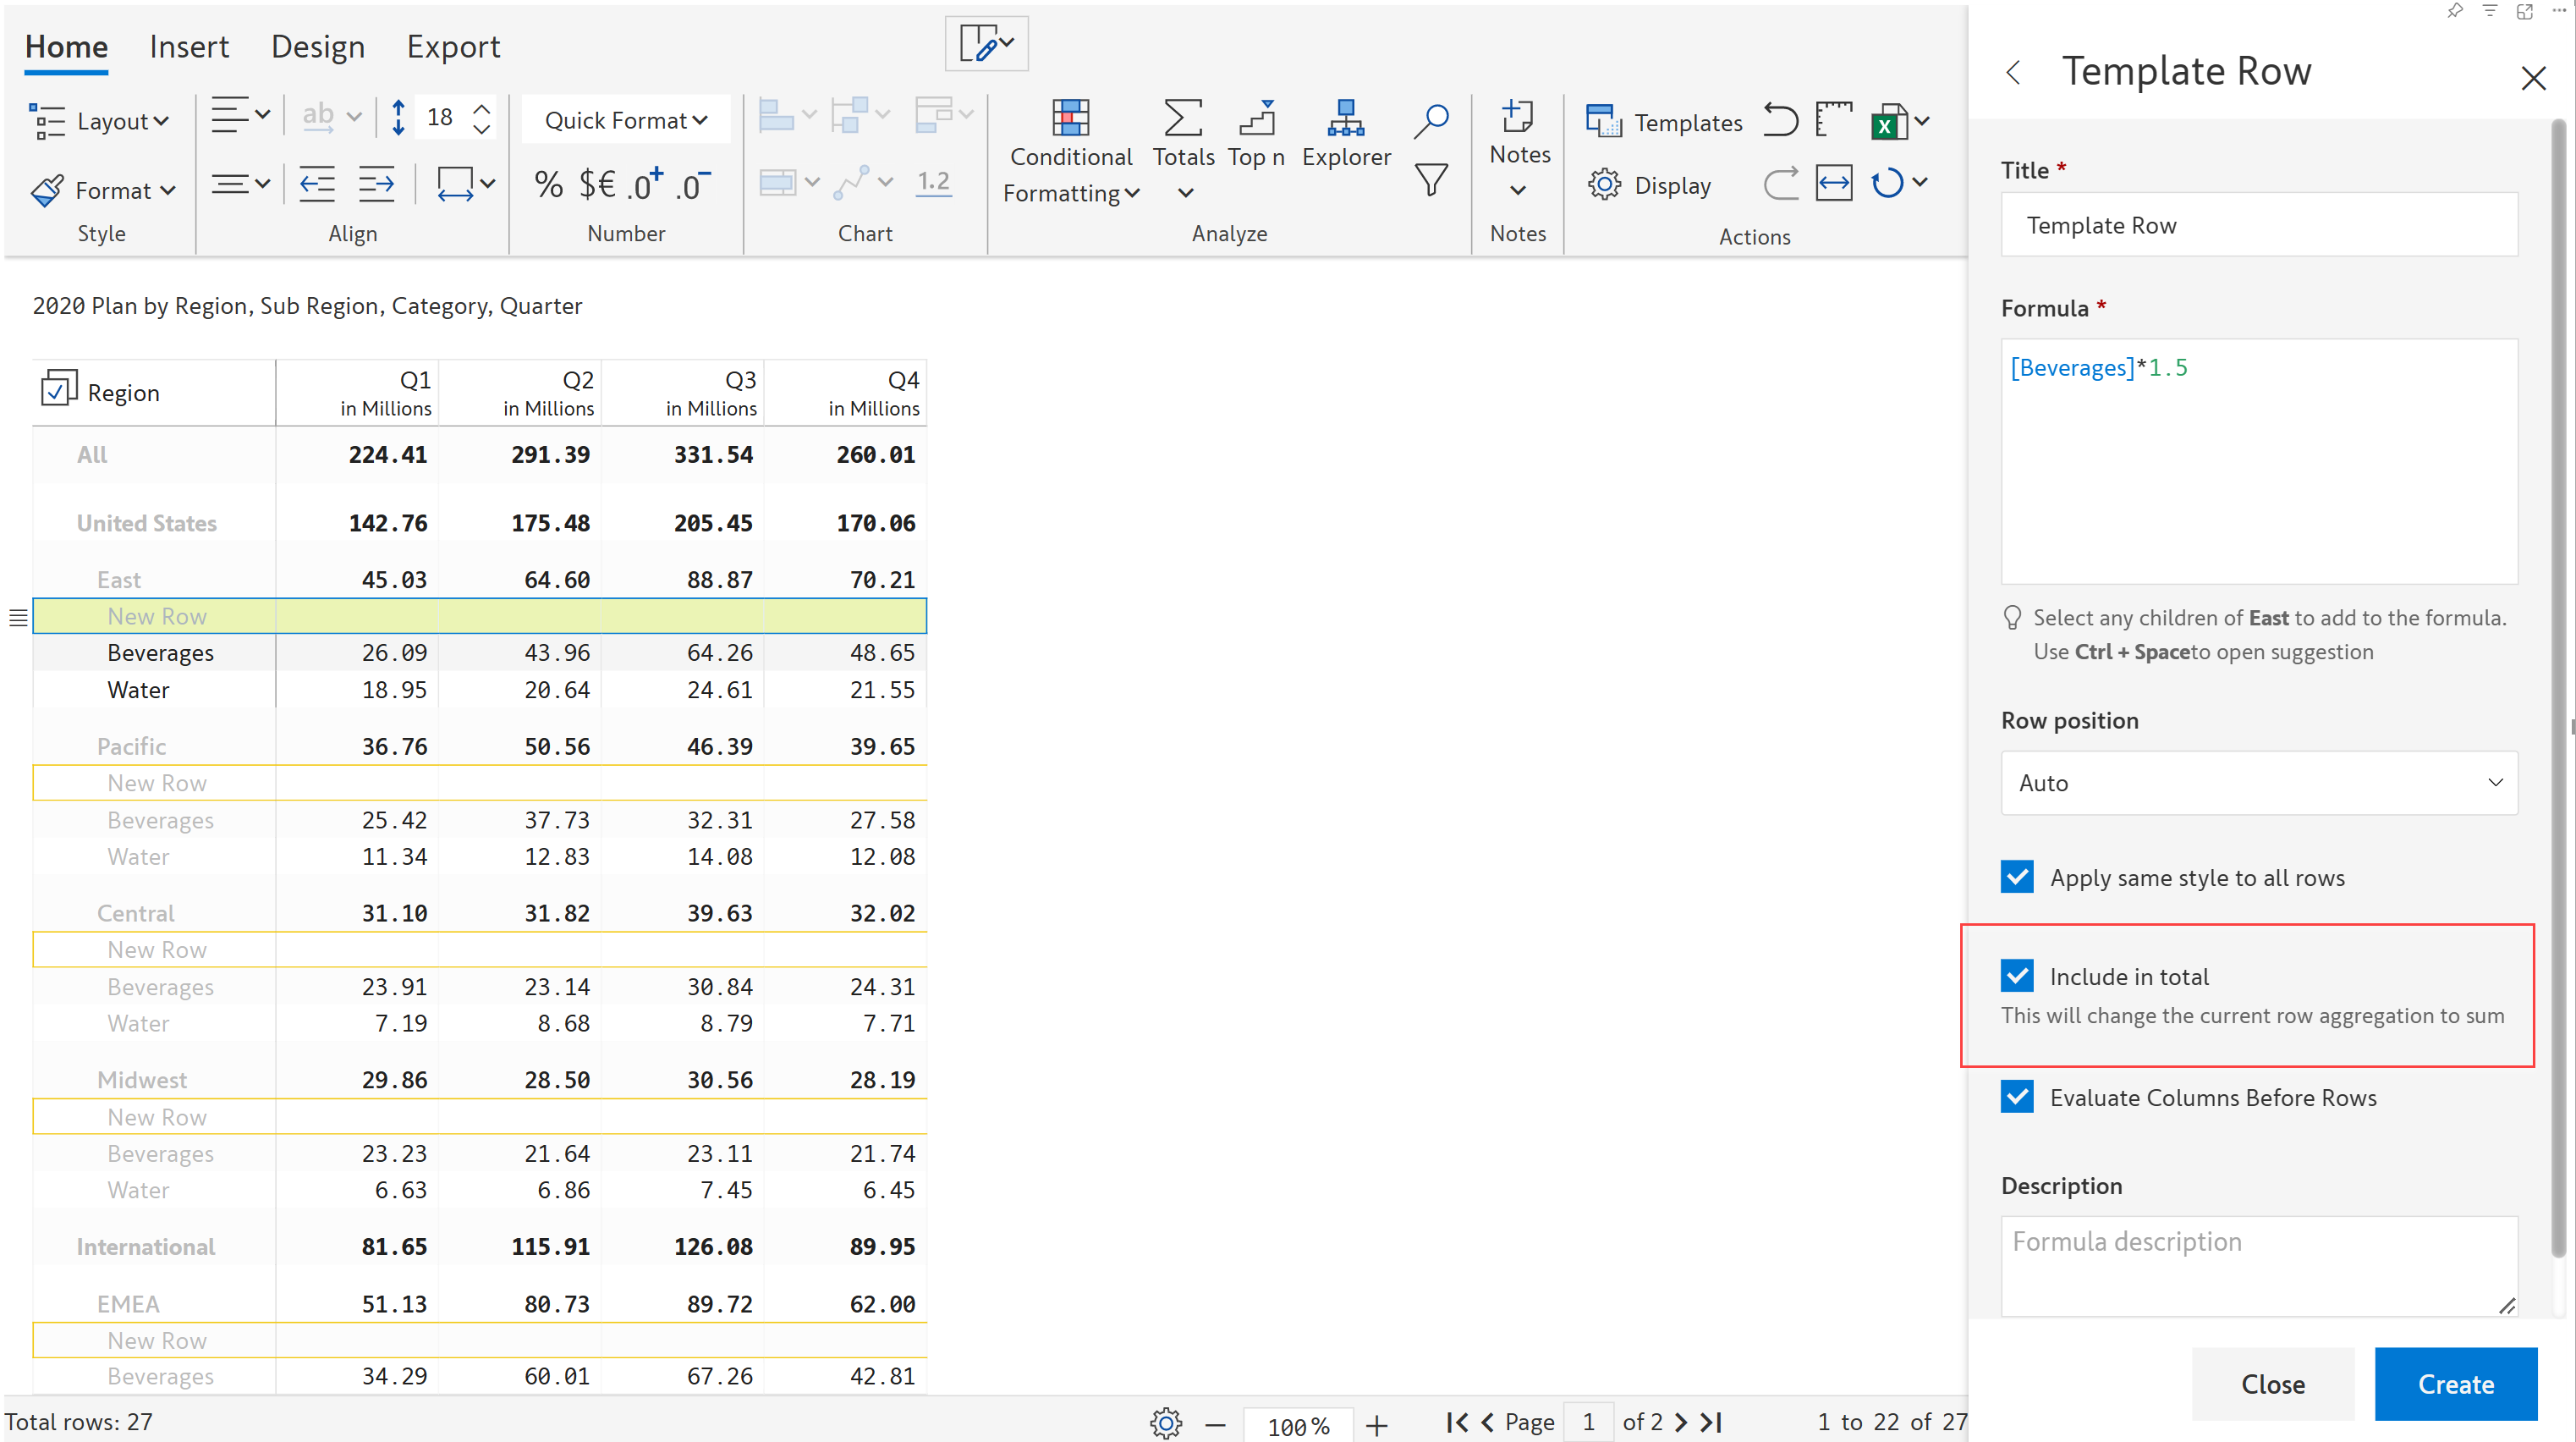 Home Insert Design Export
Layout ab 18 Quick Format
Conditional Formatting Totals Top n Explorer Notes Templates
Format % $€ .0+ .0- 1.2 Display
Style Align Number Chart Analyze Notes Actions
2020 Plan by Region, Sub Region, Category, Quarter
Region Q1 in Millions Q2 in Millions Q3 in Millions Q4 in Millions
All 224.41 291.39 331.54 260.01
United States 142.76 175.48 205.45 170.06
East 45.03 64.60 88.87 70.21
New Row
Beverages 26.09 43.96 64.26 48.65
Water 18.95 20.64 24.61 21.55
Pacific 36.76 50.56 46.39 39.65
New Row
Beverages 25.42 37.73 32.31 27.58
Water 11.34 12.83 14.08 12.08
Central 31.10 31.82 39.63 32.02
New Row
Beverages 23.91 23.14 30.84 24.31
Water 7.19 8.68 8.79 7.71
Midwest 29.86 28.50 30.56 28.19
New Row
Beverages 23.23 21.64 23.11 21.74
Water 6.63 6.86 7.45 6.45
International 81.65 115.91 126.08 89.95
EMEA 51.13 80.73 89.72 62.00
New Row
Beverages 34.29 60.01 67.26 42.81
Total rows: 27 100% Page 1 of 2 1 to 22 of 27
Template Row
Title *
Template Row
Formula *
[Beverages]*1.5
Select any children of East to add to the formula.
Use Ctrl + Spaceto open suggestion
Row position
Auto
Apply same style to all rows
Include in total
This will change the current row aggregation to sum
Evaluate Columns Before Rows
Description
Formula description
Close Create